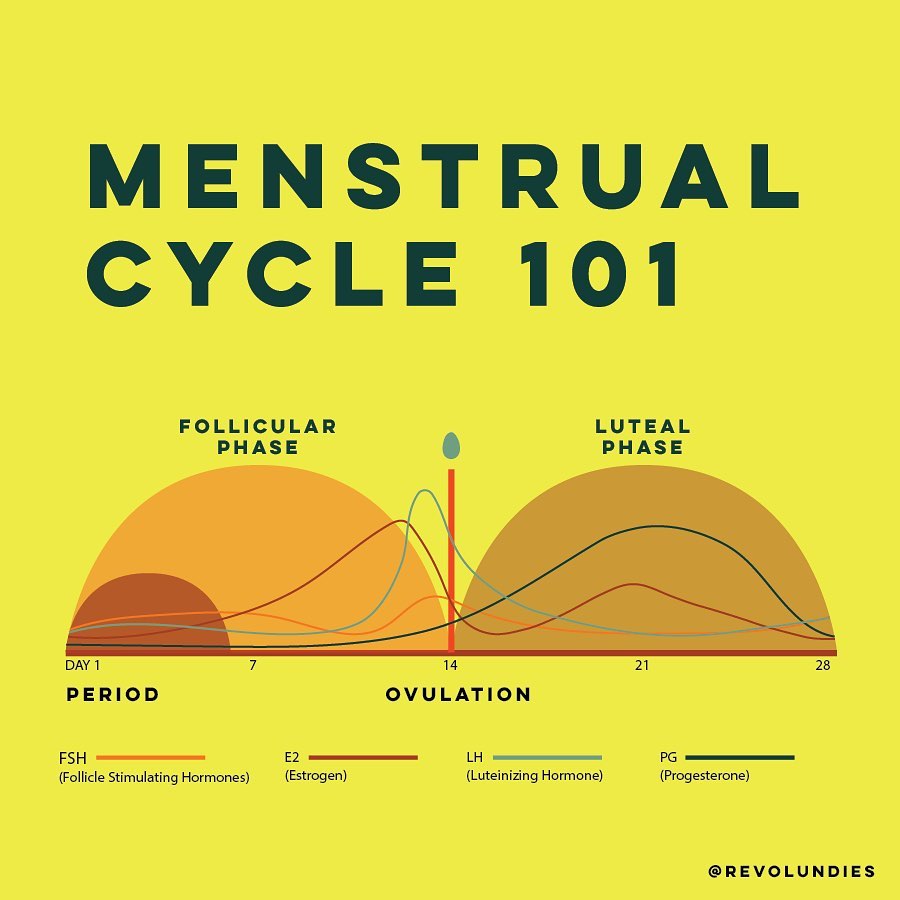 MENSTRUAL
CYCLE 101
FOLLICULAR
PHASE
LUTEAL
PHASE
DAY 1
7
14
21
28
PERIOD
OVULATION
FSH
(Follicle Stimulating Hormones)
E2
(Estrogen)
LH
(Luteinizing Hormone)
PG
(Progesterone)
@REVOLUNDIES